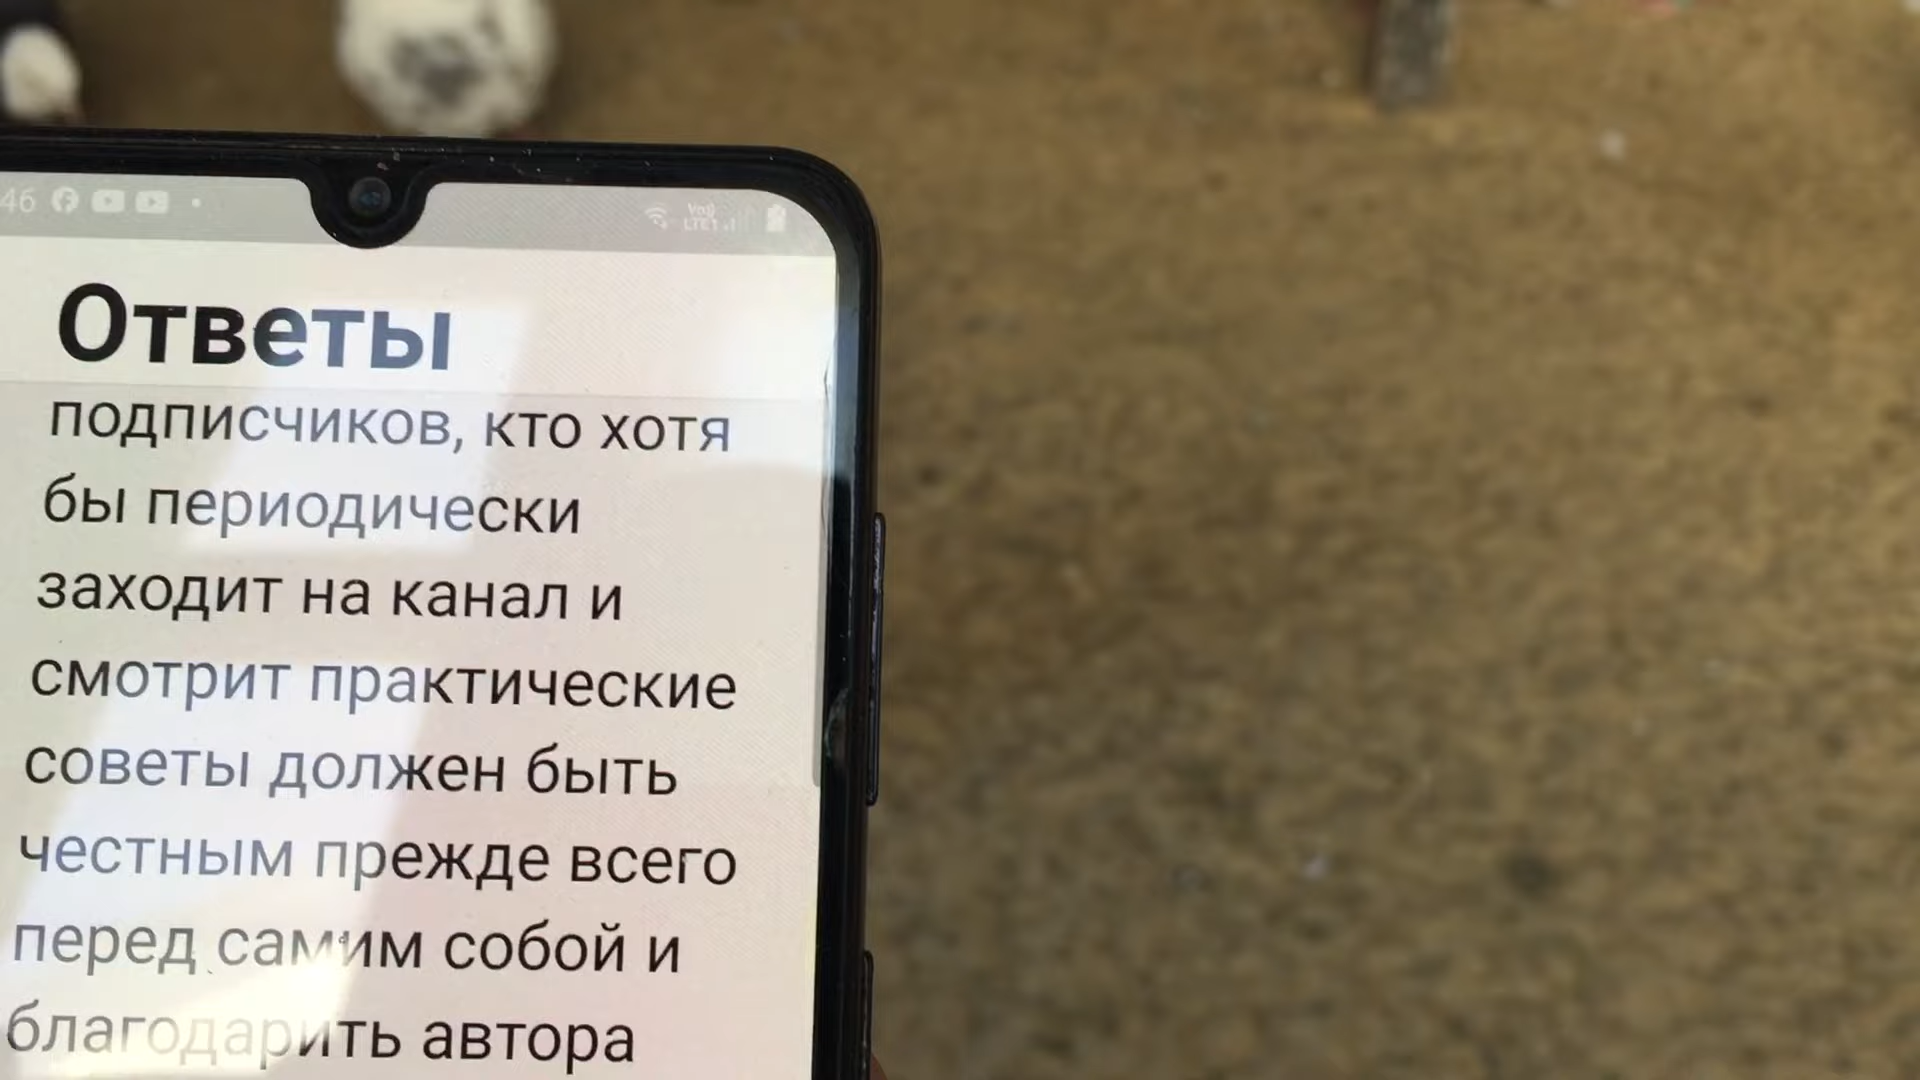 46
Ответы
подписчиков, кто хотя
бы периодически
заходит на канал и
смотрит практические
советы должен быть
честным прежде всего
перед самим собой и
благодарить автора